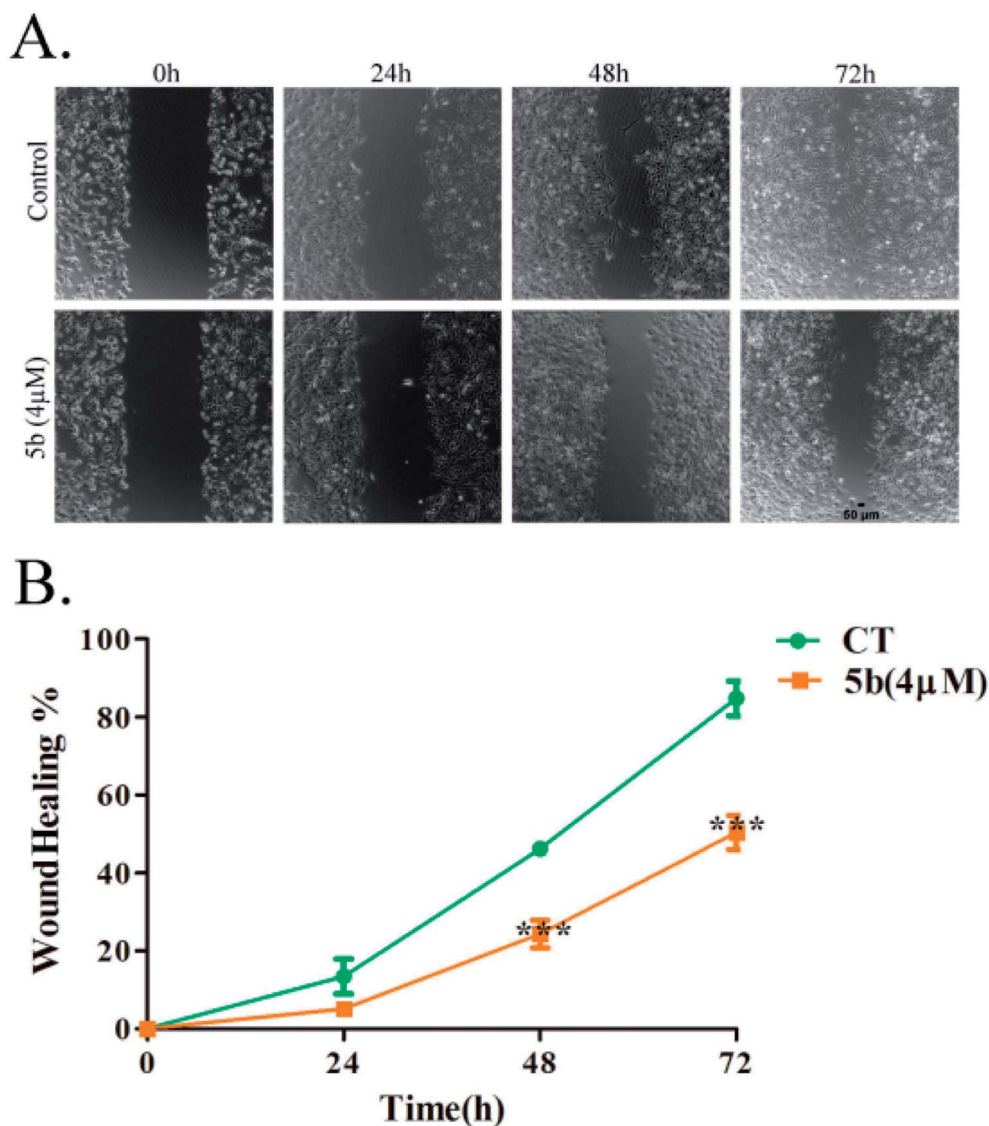 A.
0h 24h 48h 72h
Control
5b (4μM)
50 μm
B.
100
80
60
40
20
0
Wound Healing %
*** ***
0 24 48 72
Time(h)
CT
5b(4μM)